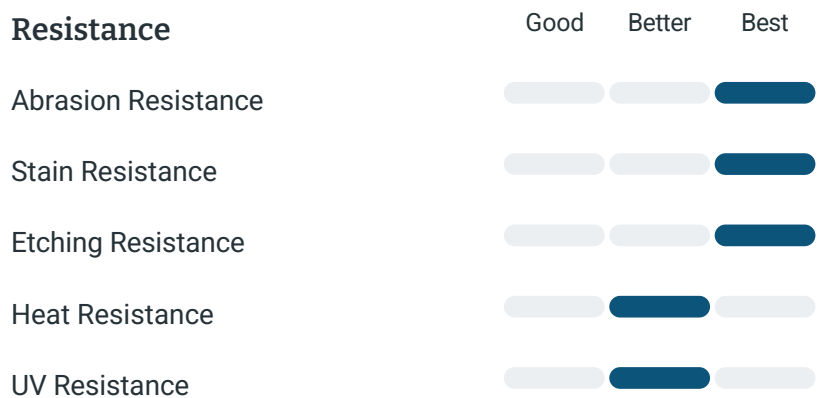 Resistance Good Better Best
Abrasion Resistance
Stain Resistance
Etching Resistance
Heat Resistance
UV Resistance